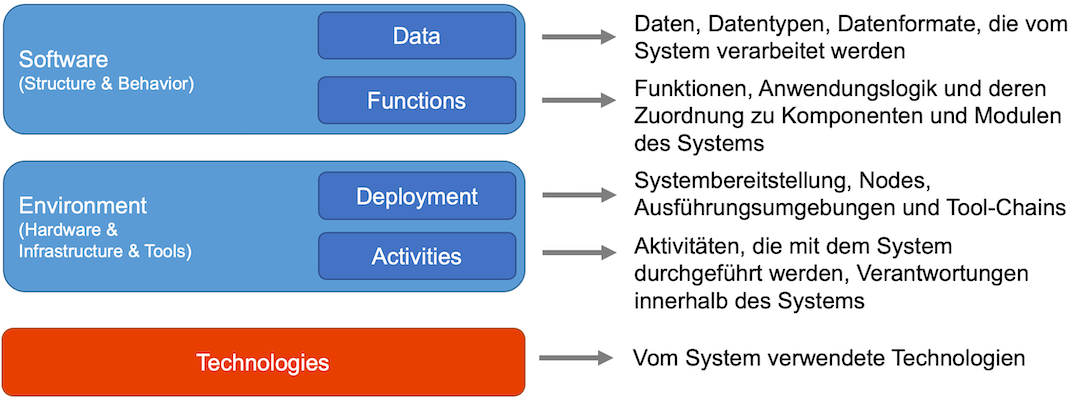 Software
(Structure & Behavior)
Data
Daten, Datentypen, Datenformate, die vom
System verarbeitet werden
Functions
Funktionen, Anwendungslogik und deren
Zuordnung zu Komponenten und Modulen
des Systems
Environment
(Hardware &
Infrastructure & Tools)
Deployment
Systembereitstellung, Nodes,
Ausführungsumgebungen und Tool-Chains
Activities
Aktivitäten, die mit dem System
durchgeführt werden, Verantwortungen
innerhalb des Systems
Technologies
Vom System verwendete Technologien